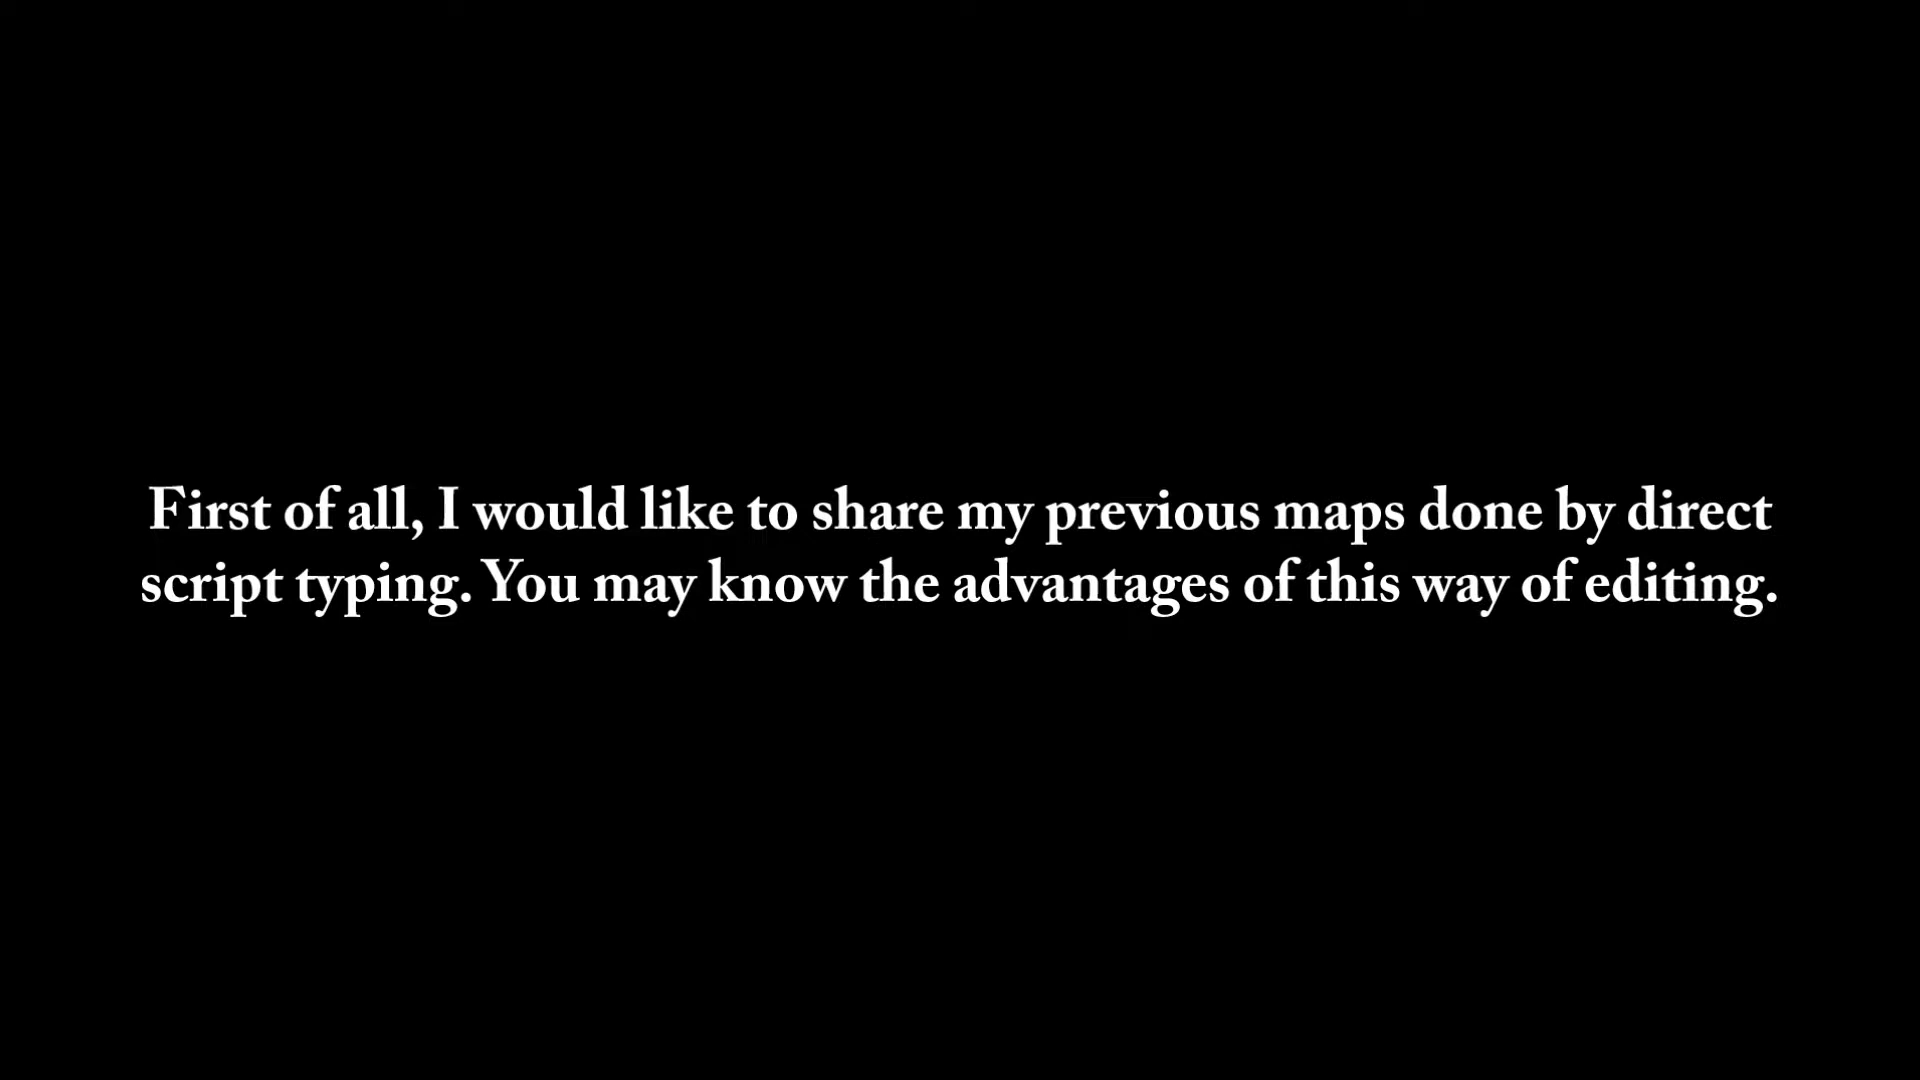 First of all, I would like to share my previous maps done by direct
script typing. You may know the advantages of this way of editing.